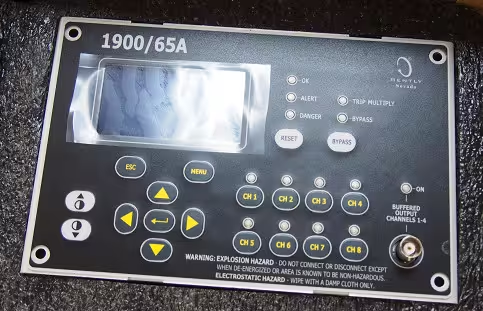 1900/65A
BENTLY
Nevada
OK
ALERT
TRIP MULTIPLY
DANGER
BYPASS
RESET
BYPASS
ESC
MENU
CH 1
CH 2
CH 3
CH 4
ON
BUFFERED
OUTPUT
CHANNELS 1-4
CH 5
CH 6
CH 7
CH 8
WARNING: EXPLOSION HAZARD - DO NOT CONNECT OR DISCONNECT EXCEPT
WHEN DE-ENERGIZED OR AREA IS KNOWN TO BE NON-HAZARDOUS.
ELECTROSTATIC HAZARD - WIPE WITH A DAMP CLOTH ONLY.